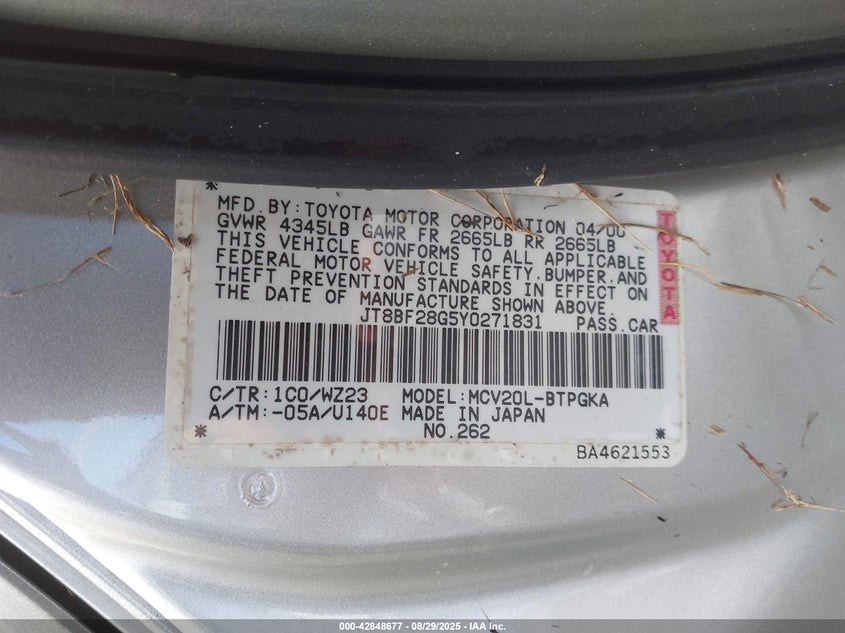 MFD. BY: TOYOTA MOTOR CORPORATION 04/00
GVWR 4345LB GAWR FR 2665LB RR 2665LB
THIS VEHICLE CONFORMS TO ALL APPLICABLE
FEDERAL MOTOR VEHICLE SAFETY, BUMPER, AND
THEFT PREVENTION STANDARDS IN EFFECT ON
THE DATE OF MANUFACTURE SHOWN ABOVE.
JT8BF28G5Y0271831 PASS.CAR
TOYOTA
C/TR:1C0/WZ23 MODEL:MCV20L-BTPGKA
A/TM:-05A/U140E MADE IN JAPAN
NO.262
BA4621553
000-42848677 - 08/29/2025 - IAA Inc.